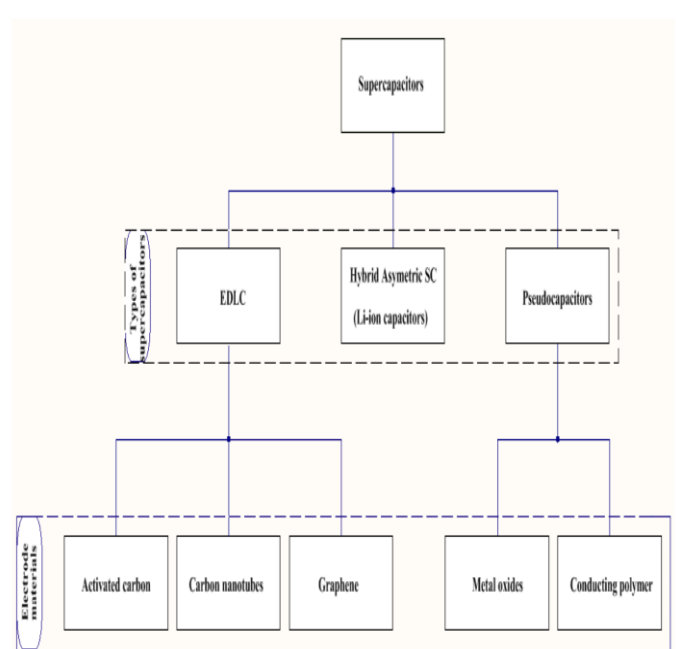 Supercapacitors
Types of
supercapacitors
EDLC
Hybrid Asymetric SC
(Li-ion capacitors)
Pseudocapacitors
Electrode
materials
Activated carbon
Carbon nanotubes
Graphene
Metal oxides
Conducting polymer